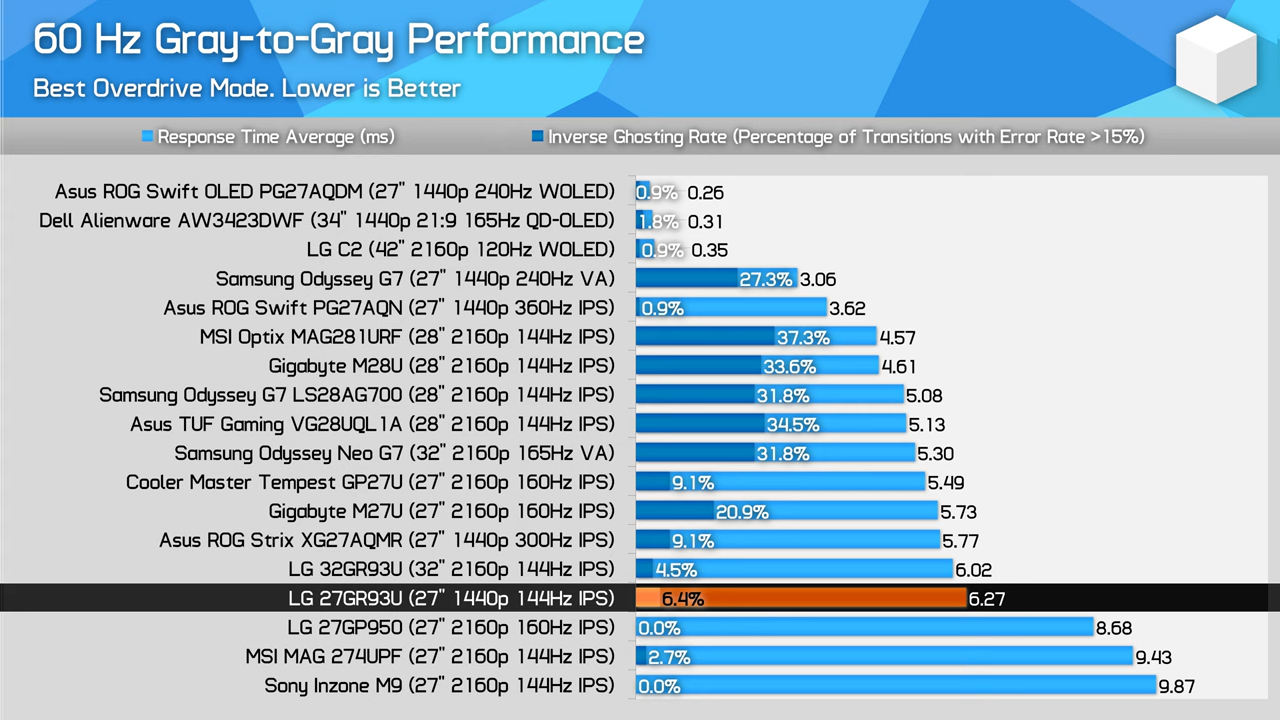 60 Hz Gray-to-Gray Performance
Best Overdrive Mode. Lower is Better
Response Time Average (ms) Inverse Ghosting Rate (Percentage of Transitions with Error Rate >15%)
Asus ROG Swift OLED PG27AQDM (27" 1440p 240Hz WOLED) 0.9% 0.26
Dell Alienware AW3423DWF (34" 1440p 21:9 165Hz QD-OLED) 1.8% 0.31
LG C2 (42" 2160p 120Hz WOLED) 0.9% 0.35
Samsung Odyssey G7 (27" 1440p 240Hz VA) 27.3% 3.06
Asus ROG Swift PG27AQN (27" 1440p 360Hz IPS) 0.9% 3.62
MSI Optix MAG281URF (28" 2160p 144Hz IPS) 37.3% 4.57
Gigabyte M28U (28" 2160p 144Hz IPS) 33.6% 4.61
Samsung Odyssey G7 LS28AG700 (28" 2160p 144Hz IPS) 31.8% 5.08
Asus TUF Gaming VG28UQL1A (28" 2160p 144Hz IPS) 34.5% 5.13
Samsung Odyssey Neo G7 (32" 2160p 165Hz VA) 31.8% 5.30
Cooler Master Tempest GP27U (27" 2160p 160Hz IPS) 9.1% 5.49
Gigabyte M27U (27" 2160p 160Hz IPS) 20.9% 5.73
Asus ROG Strix XG27AQMR (27" 1440p 300Hz IPS) 9.1% 5.77
LG 32GR93U (32" 2160p 144Hz IPS) 4.5% 6.02
LG 27GR93U (27" 1440p 144Hz IPS) 6.4% 6.27
LG 27GP950 (27" 2160p 160Hz IPS) 0.0% 8.68
MSI MAG 274UPF (27" 2160p 144Hz IPS) 2.7% 9.43
Sony Inzone M9 (27" 2160p 144Hz IPS) 0.0% 9.87